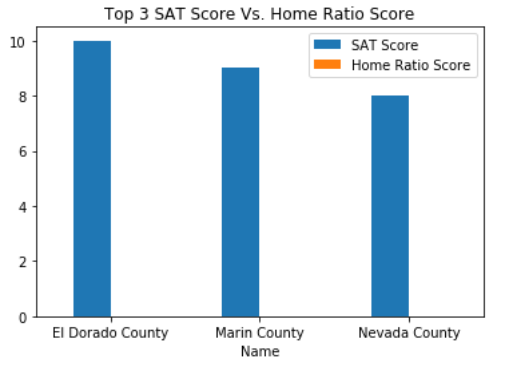 Top 3 SAT Score Vs. Home Ratio Score
SAT Score
Home Ratio Score
10
8
6
4
2
0
El Dorado County Marin County Nevada County
Name